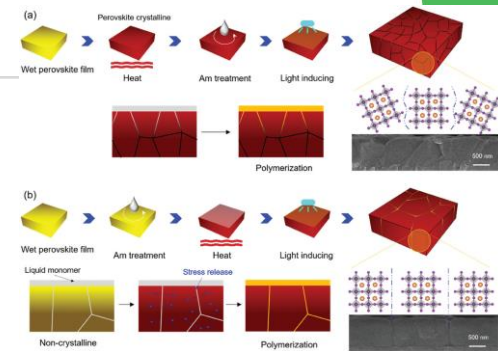 (a)
Perovskite crystalline
Wet perovskite film
Heat
Am treatment
Light inducing
Polymerization
500 nm
(b)
Wet perovskite film
Am treatment
Heat
Light inducing
Liquid monomer
Stress release
Non-crystalline
Polymerization
500 nm